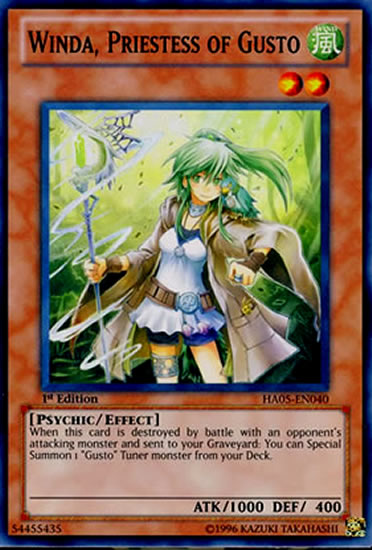 WINDA, PRIESTESS OF GUSTO
WIND
風
1st Edition
HA05-EN040
[PSYCHIC/EFFECT]
When this card is destroyed by battle with an opponent's
attacking monster and sent to your Graveyard: You can Special
Summon 1 "Gusto" Tuner monster from your Deck.
ATK/1000 DEF/ 400
54455435
©1996 KAZUKI TAKAHASHI